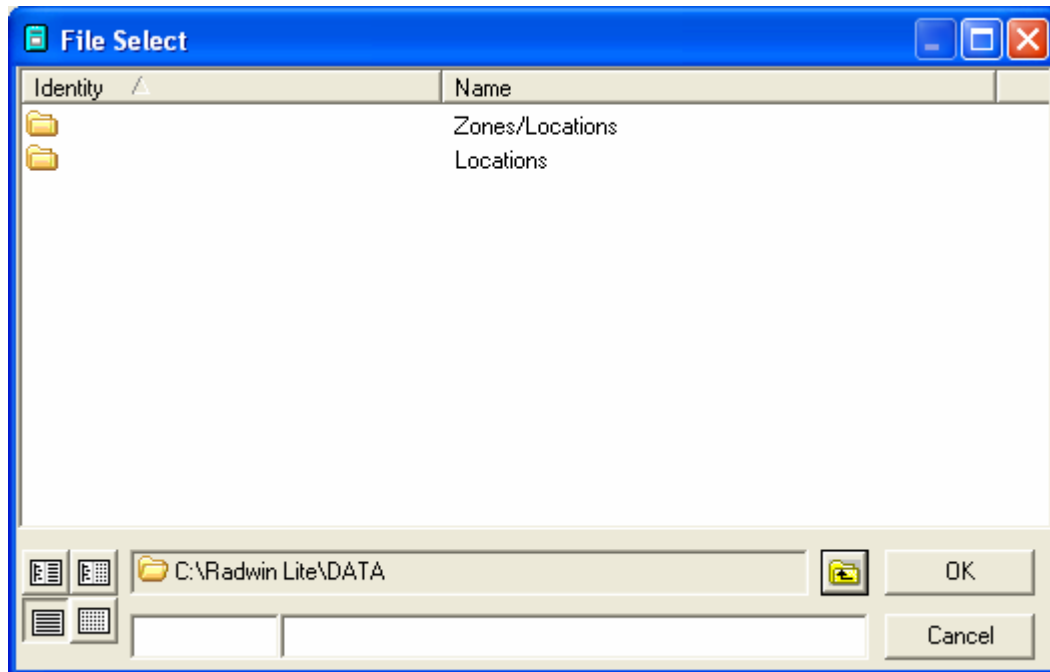 File Select
Identity Name
Zones/Locations
Locations
C:\Radwin Lite\DATA
OK
Cancel